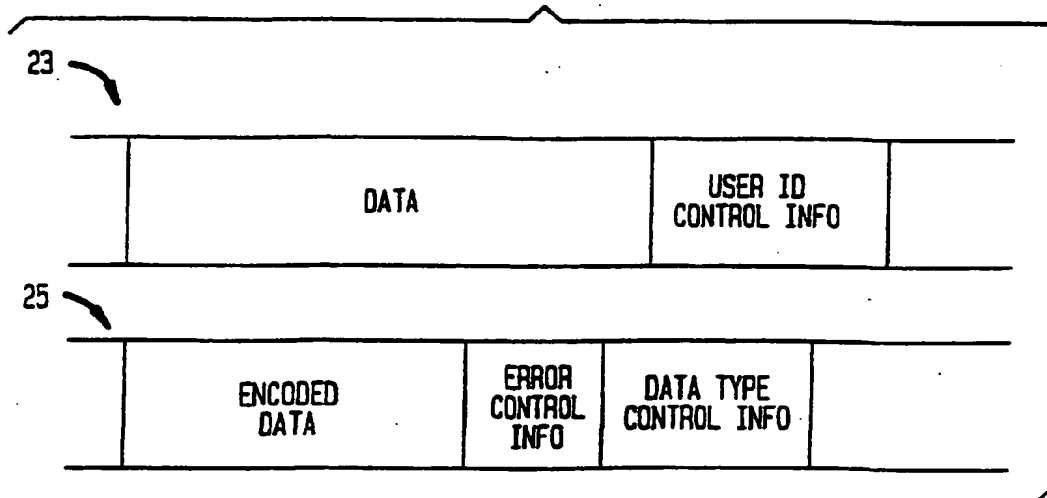 23
DATA
USER ID
CONTROL INFO
25
ENCODED
DATA
ERROR
CONTROL
INFO
DATA TYPE
CONTROL INFO